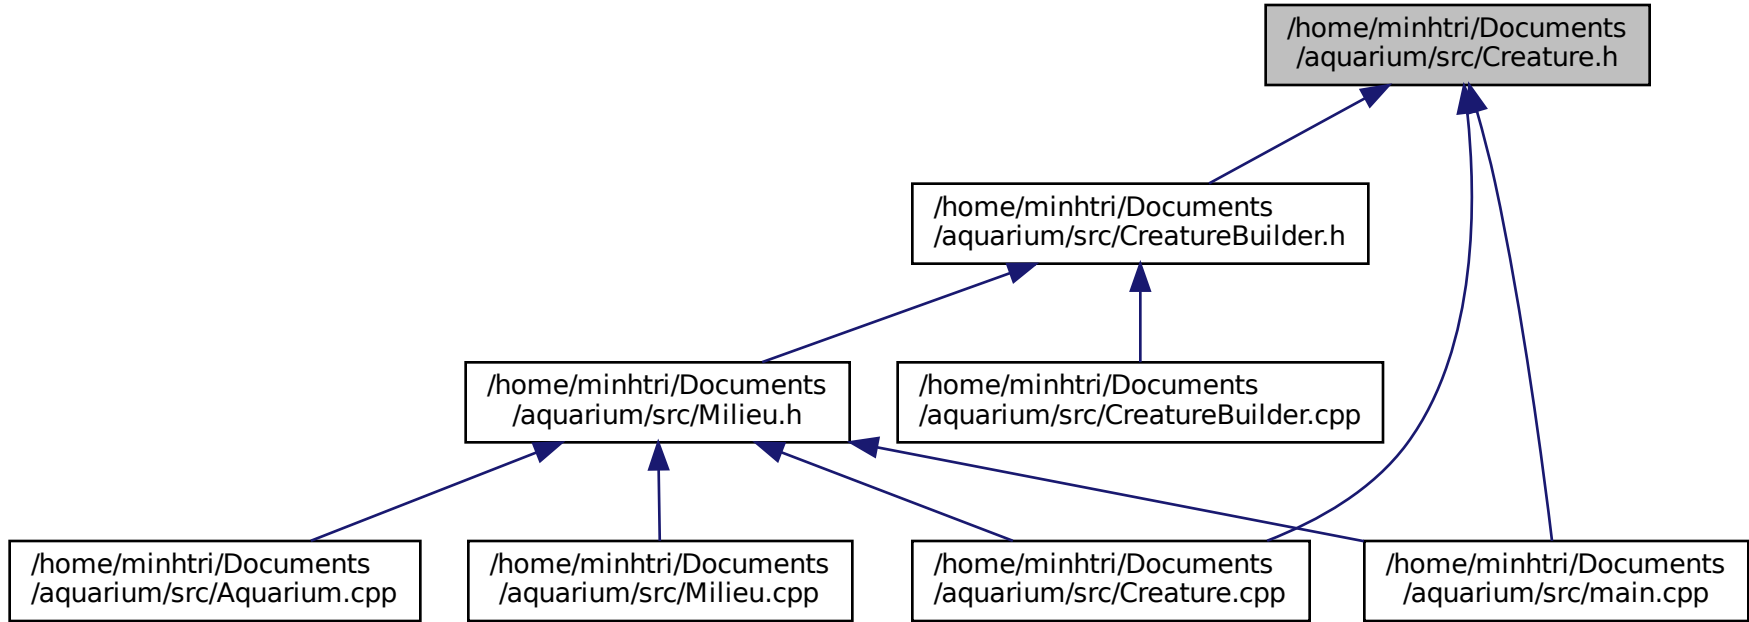 /home/minhtri/Documents
/aquarium/src/Creature.h
/home/minhtri/Documents
/aquarium/src/CreatureBuilder.h
/home/minhtri/Documents
/aquarium/src/Milieu.h
/home/minhtri/Documents
/aquarium/src/CreatureBuilder.cpp
/home/minhtri/Documents
/aquarium/src/Aquarium.cpp
/home/minhtri/Documents
/aquarium/src/Milieu.cpp
/home/minhtri/Documents
/aquarium/src/Creature.cpp
/home/minhtri/Documents
/aquarium/src/main.cpp